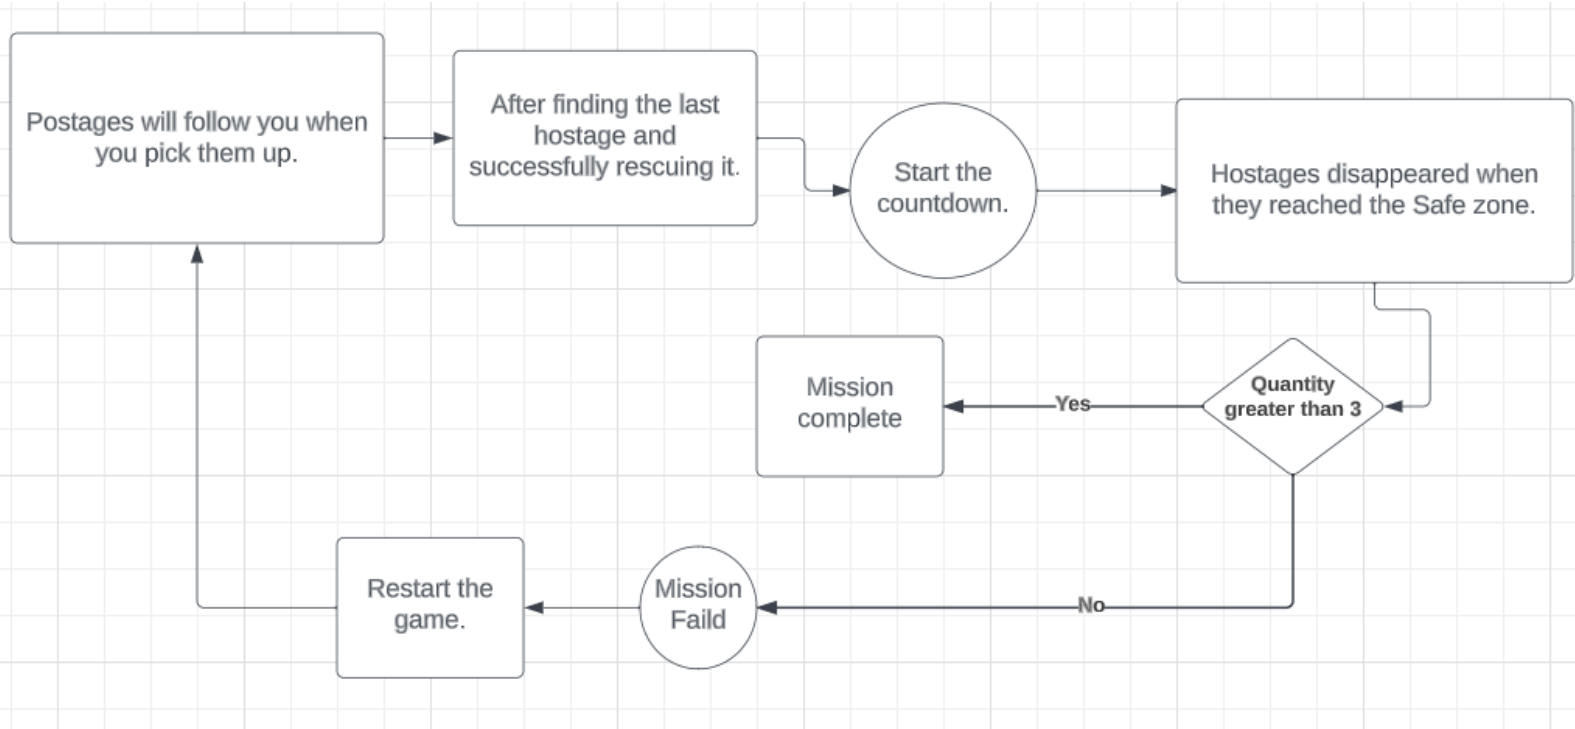 Postages will follow you when
you pick them up.
After finding the last
hostage and
successfully rescuing it.
Start the
countdown.
Hostages disappeared when
they reached the Safe zone.
Quantity
greater than 3
Yes
Mission
complete
No
Mission
Faild
Restart the
game.